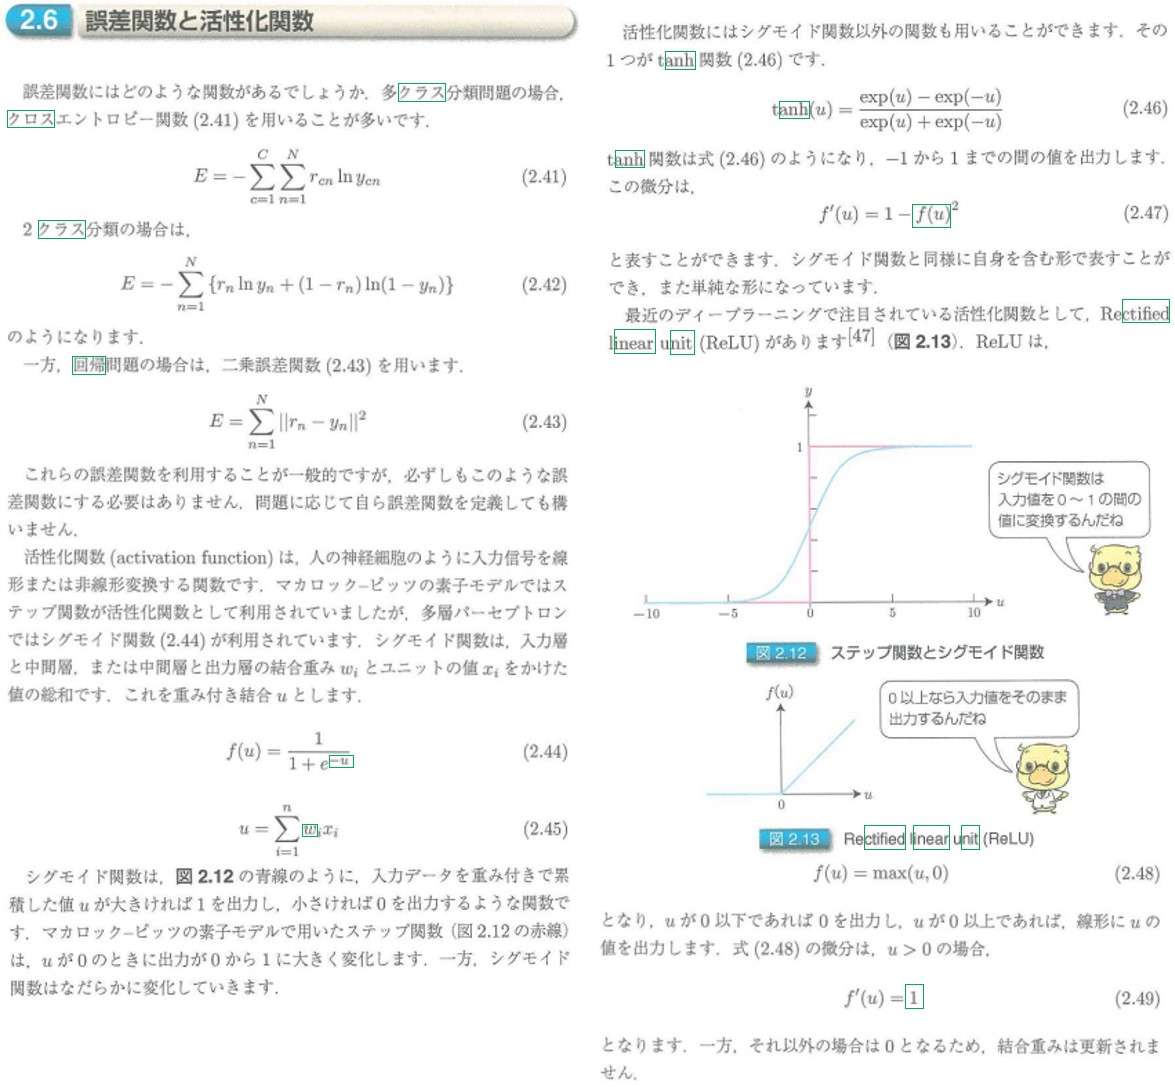 2.6 誤差関数と活性化関数
誤差関数にはどのような関数があるでしょうか．多クラス分類問題の場合，
クロスエントロピー関数 (2.41) を用いることが多いです．
E = −∑_{c=1}^{C} ∑_{n=1}^{N} r_{cn} ln y_{cn} (2.41)
2 クラス分類の場合は，
E = −∑_{n=1}^{N} {r_n ln y_n + (1 − r_n) ln(1 − y_n)} (2.42)
のようになります．
一方，回帰問題の場合は，二乗誤差関数 (2.43) を用います．
E = ∑_{n=1}^{N} ||r_n − y_n||² (2.43)
これらの誤差関数を利用することが一般的ですが，必ずしもこのような誤
差関数にする必要はありません．問題に応じて自ら誤差関数を定義しても構
いません．
活性化関数 (activation function) は，人の神経細胞のように入力信号を線
形または非線形変換する関数です．マカロック–ピッツの素子モデルではス
テップ関数が活性化関数として利用されていましたが，多層パーセプトロン
ではシグモイド関数 (2.44) が利用されています．シグモイド関数は，入力層
と中間層，または中間層と出力層の結合重み w_i とユニットの値 x_i をかけた
値の総和です．これを重み付き結合 u とします．
f(u) = 1 / (1 + e^{−u}) (2.44)
u = ∑_{i=1}^{n} w_i x_i (2.45)
シグモイド関数は，図 2.12 の青線のように，入力データを重み付きで累
積した値 u が大きければ 1 を出力し，小さければ 0 を出力するような関数で
す．マカロック–ピッツの素子モデルで用いたステップ関数（図 2.12 の赤線）
は，u が 0 のときに出力が 0 から 1 に大きく変化します．一方，シグモイド
関数はなだらかに変化していきます．
活性化関数にはシグモイド関数以外の関数も用いることができます．その
1 つが tanh 関数 (2.46) です．
tanh(u) = (exp(u) − exp(−u)) / (exp(u) + exp(−u)) (2.46)
tanh 関数は式 (2.46) のようになり，−1 から 1 までの間の値を出力します．
この微分は，
f′(u) = 1 − f(u)² (2.47)
と表すことができます．シグモイド関数と同様に自身を含む形で表すことが
でき，また単純な形になっています．
最近のディープラーニングで注目されている活性化関数として，Rectified
linear unit (ReLU) があります[47]（図 2.13）．ReLU は，
y
1
−10 −5 0 5 10 u
シグモイド関数は
入力値を０～１の間の
値に変換するんだね
図 2.12 ステップ関数とシグモイド関数
f(u)
0 u
０以上なら入力値をそのまま
出力するんだね
図 2.13 Rectified linear unit (ReLU)
f(u) = max(u, 0) (2.48)
となり，u が 0 以下であれば 0 を出力し，u が 0 以上であれば，線形に u の
値を出力します．式 (2.48) の微分は，u > 0 の場合，
f′(u) = 1 (2.49)
となります．一方，それ以外の場合は 0 となるため，結合重みは更新されま
せん．